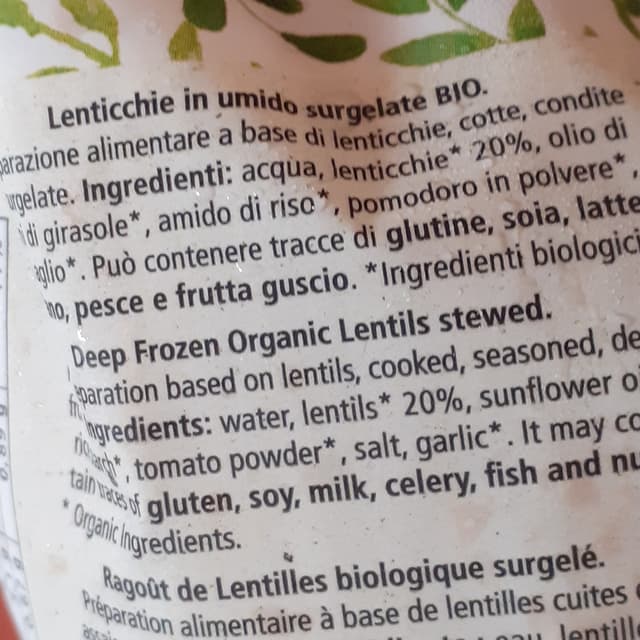 Lenticchie in umido surgelate BIO.
parazione alimentare a base di lenticchie, cotte, condite
urgelate. Ingredienti: acqua, lenticchie* 20%, olio di
di girasole*, amido di riso*, pomodoro in polvere*,
aglio*. Può contenere tracce di glutine, soia, latte
no, pesce e frutta guscio. *Ingredienti biologici
Deep Frozen Organic Lentils stewed.
paration based on lentils, cooked, seasoned, de
Ingredients: water, lentils* 20%, sunflower o
tomato powder*, salt, garlic*. It may co
tain traces of gluten, soy, milk, celery, fish and nu
* Organic Ingredients.
Ragoût de Lentilles biologique surgelé.
Préparation alimentaire à base de lentilles cuites
lentill